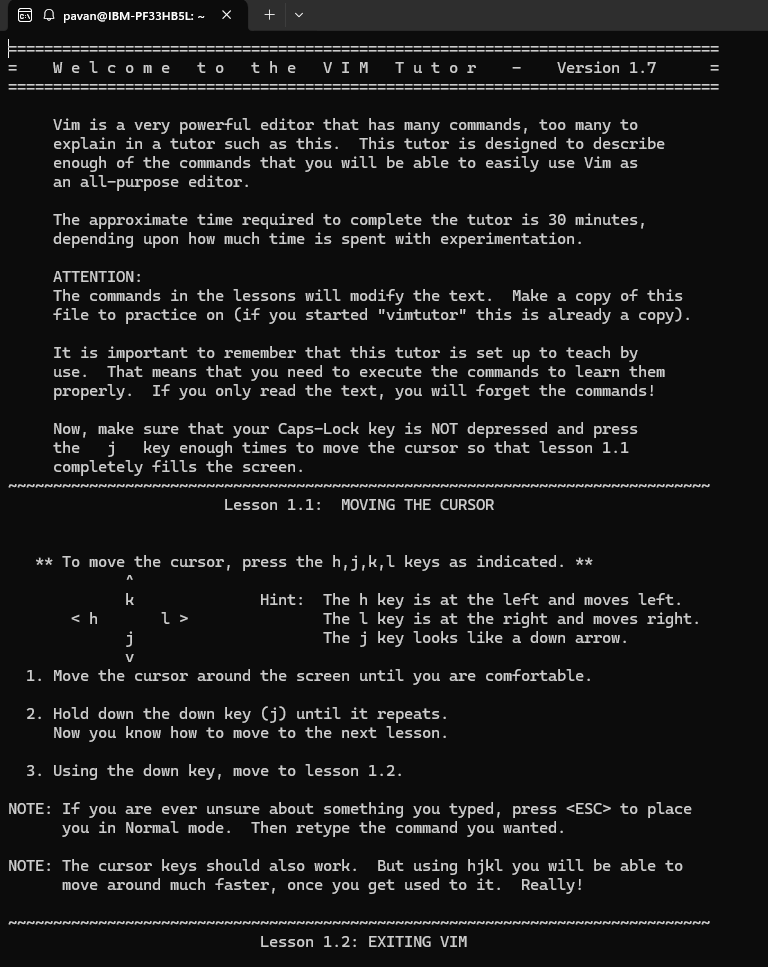 pavan@IBM-PF33HB5L: ~
===============================================================================
=    W e l c o m e   t o   t h e   V I M   T u t o r    -    Version 1.7      =
===============================================================================

     Vim is a very powerful editor that has many commands, too many to
     explain in a tutor such as this.  This tutor is designed to describe
     enough of the commands that you will be able to easily use Vim as
     an all-purpose editor.

     The approximate time required to complete the tutor is 30 minutes,
     depending upon how much time is spent with experimentation.

     ATTENTION:
     The commands in the lessons will modify the text.  Make a copy of this
     file to practice on (if you started "vimtutor" this is already a copy).

     It is important to remember that this tutor is set up to teach by
     use.  That means that you need to execute the commands to learn them
     properly.  If you only read the text, you will forget the commands!

     Now, make sure that your Caps-Lock key is NOT depressed and press
     the   j   key enough times to move the cursor so that lesson 1.1
     completely fills the screen.
~~~~~~~~~~~~~~~~~~~~~~~~~~~~~~~~~~~~~~~~~~~~~~~~~~~~~~~~~~~~~~~~~~~~~~~~~~~~~~
                        Lesson 1.1:  MOVING THE CURSOR


   ** To move the cursor, press the h,j,k,l keys as indicated. **
             ^
             k              Hint:  The h key is at the left and moves left.
       < h       l >               The l key is at the right and moves right.
             j                     The j key looks like a down arrow.
             v
  1. Move the cursor around the screen until you are comfortable.

  2. Hold down the down key (j) until it repeats.
     Now you know how to move to the next lesson.

  3. Using the down key, move to lesson 1.2.

NOTE: If you are ever unsure about something you typed, press <ESC> to place
      you in Normal mode.  Then retype the command you wanted.

NOTE: The cursor keys should also work.  But using hjkl you will be able to
      move around much faster, once you get used to it.  Really!

~~~~~~~~~~~~~~~~~~~~~~~~~~~~~~~~~~~~~~~~~~~~~~~~~~~~~~~~~~~~~~~~~~~~~~~~~~~~~~
                            Lesson 1.2: EXITING VIM